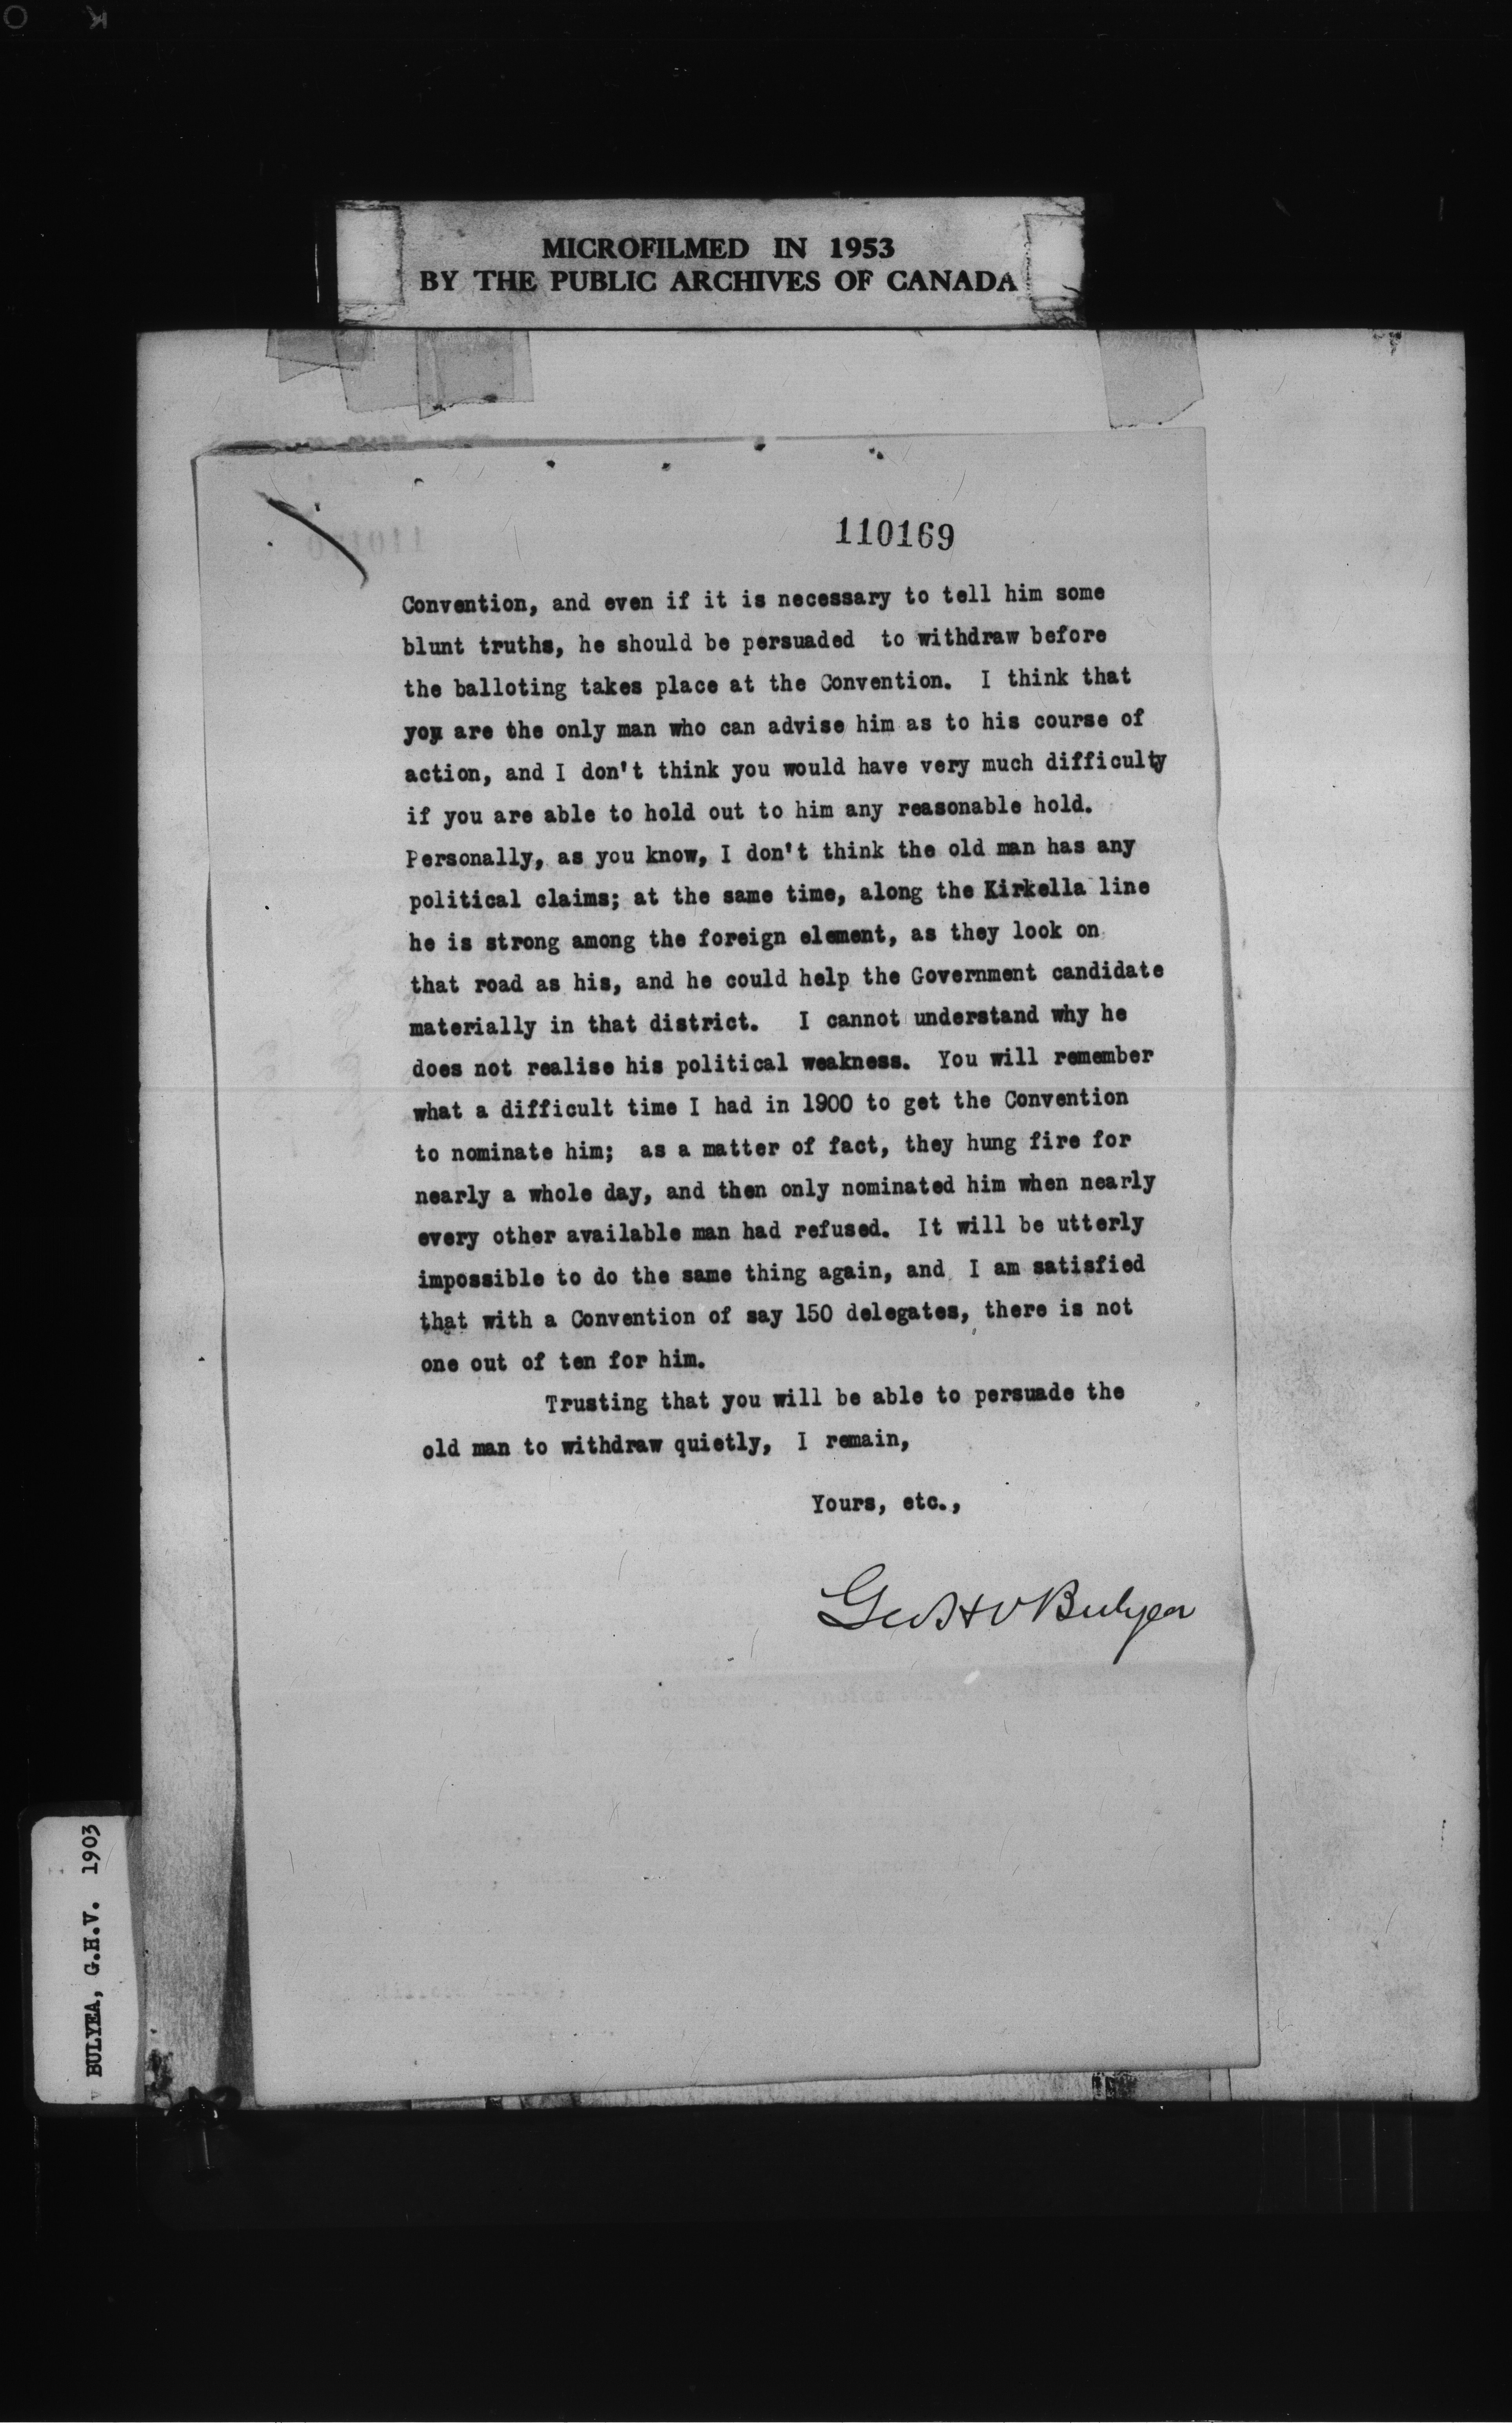 MICROFILMED IN 1953
BY THE PUBLIC ARCHIVES OF CANADA
110169
Convention, and even if it is necessary to tell him some
blunt truths, he should be persuaded to withdraw before
the balloting takes place at the Convention. I think that
you are the only man who can advise him as to his course of
action, and I don't think you would have very much difficulty
if you are able to hold out to him any reasonable hold.
Personally, as you know, I don't think the old man has any
political claims; at the same time, along the Kirkella line
he is strong among the foreign element, as they look on
that road as his, and he could help the Government candidate
materially in that district. I cannot understand why he
does not realise his political weakness. You will remember
what a difficult time I had in 1900 to get the Convention
to nominate him; as a matter of fact, they hung fire for
nearly a whole day, and then only nominated him when nearly
every other available man had refused. It will be utterly
impossible to do the same thing again, and I am satisfied
that with a Convention of say 150 delegates, there is not
one out of ten for him.
Trusting that you will be able to persuade the
old man to withdraw quietly, I remain,
Yours, etc.,
Geo H V Bulyea
BULYEA, G.H.V. 1903